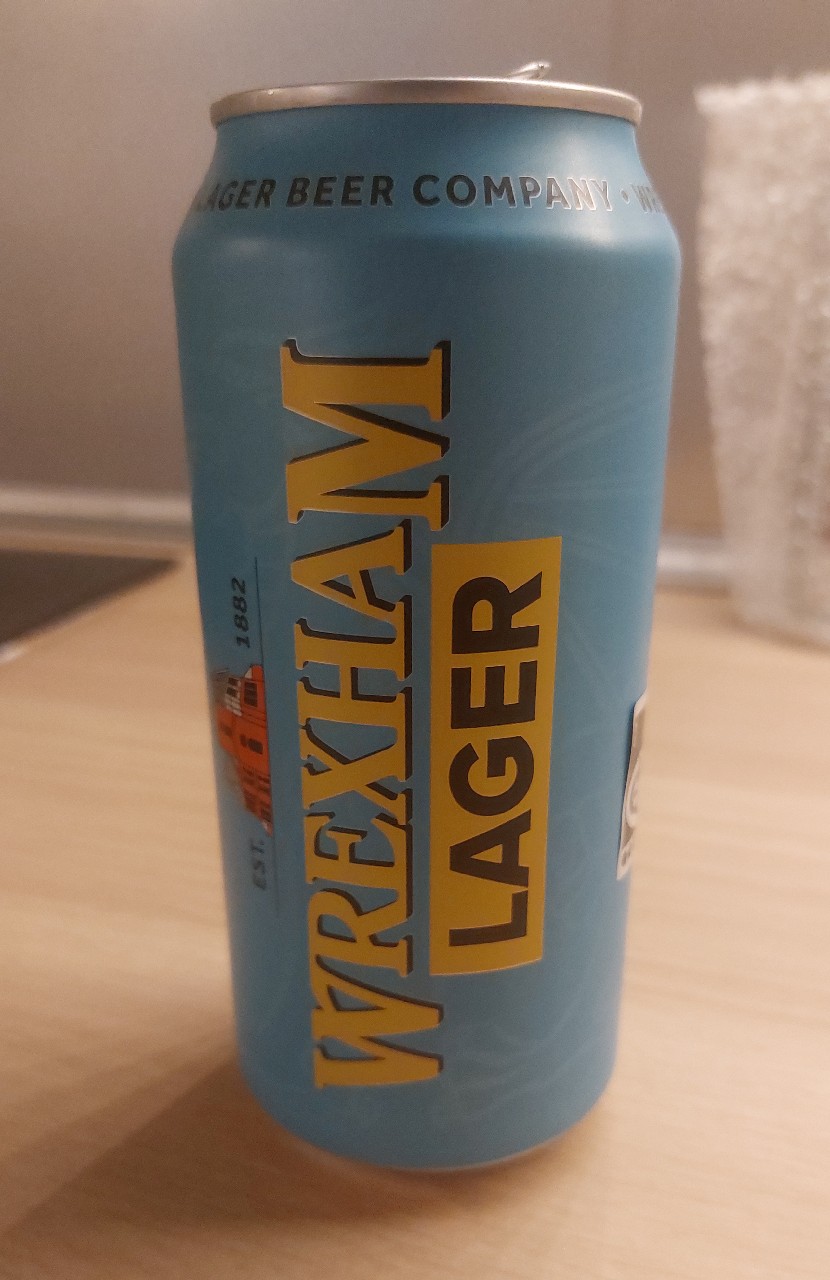 LAGER BEER COMPANY •
EST. 1882
WREXHAM
LAGER